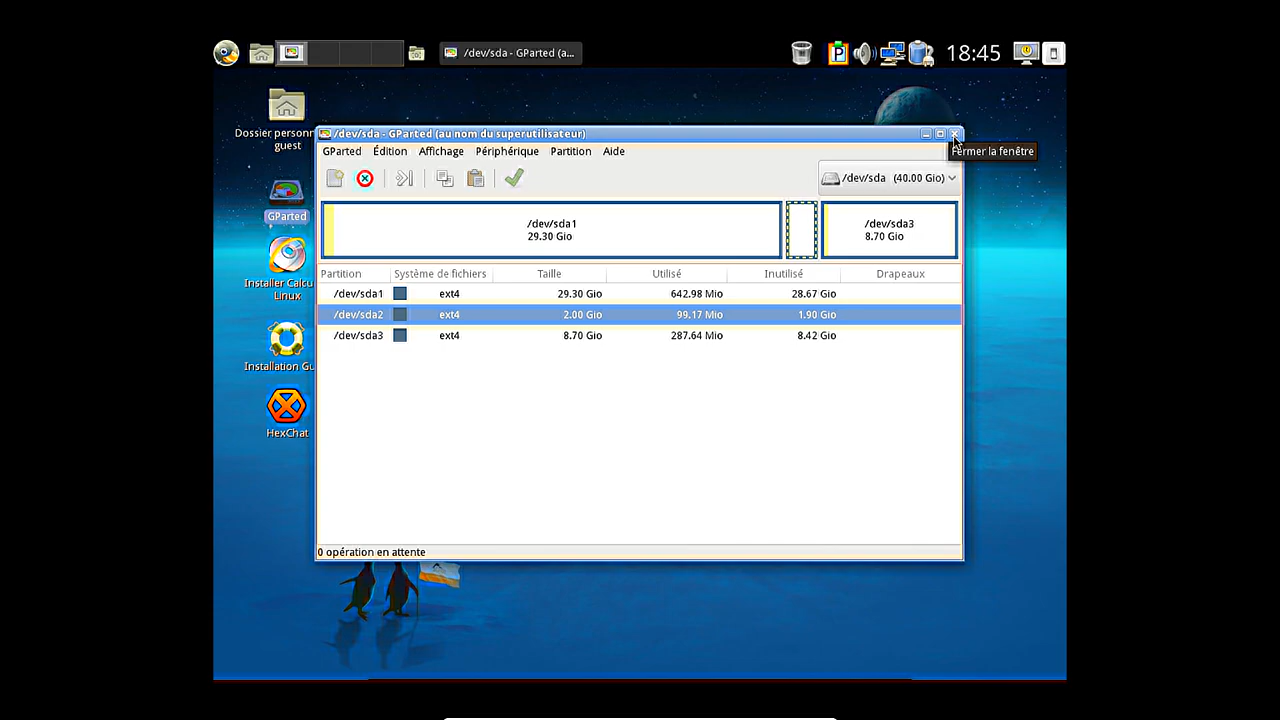 /dev/sda - GParted (a...
P
18:45
Dossier personn
guest
GParted
Installer Calcu
Linux
Installation Gu
HexChat
/dev/sda - GParted (au nom du superutilisateur)
Fermer la fenêtre
GParted Édition Affichage Périphérique Partition Aide
/dev/sda (40.00 Gio)
/dev/sda1
29.30 Gio
/dev/sda3
8.70 Gio
Partition Système de fichiers Taille Utilisé Inutilisé Drapeaux
/dev/sda1 ext4 29.30 Gio 642.98 Mio 28.67 Gio
/dev/sda2 ext4 2.00 Gio 99.17 Mio 1.90 Gio
/dev/sda3 ext4 8.70 Gio 287.64 Mio 8.42 Gio
0 opération en attente